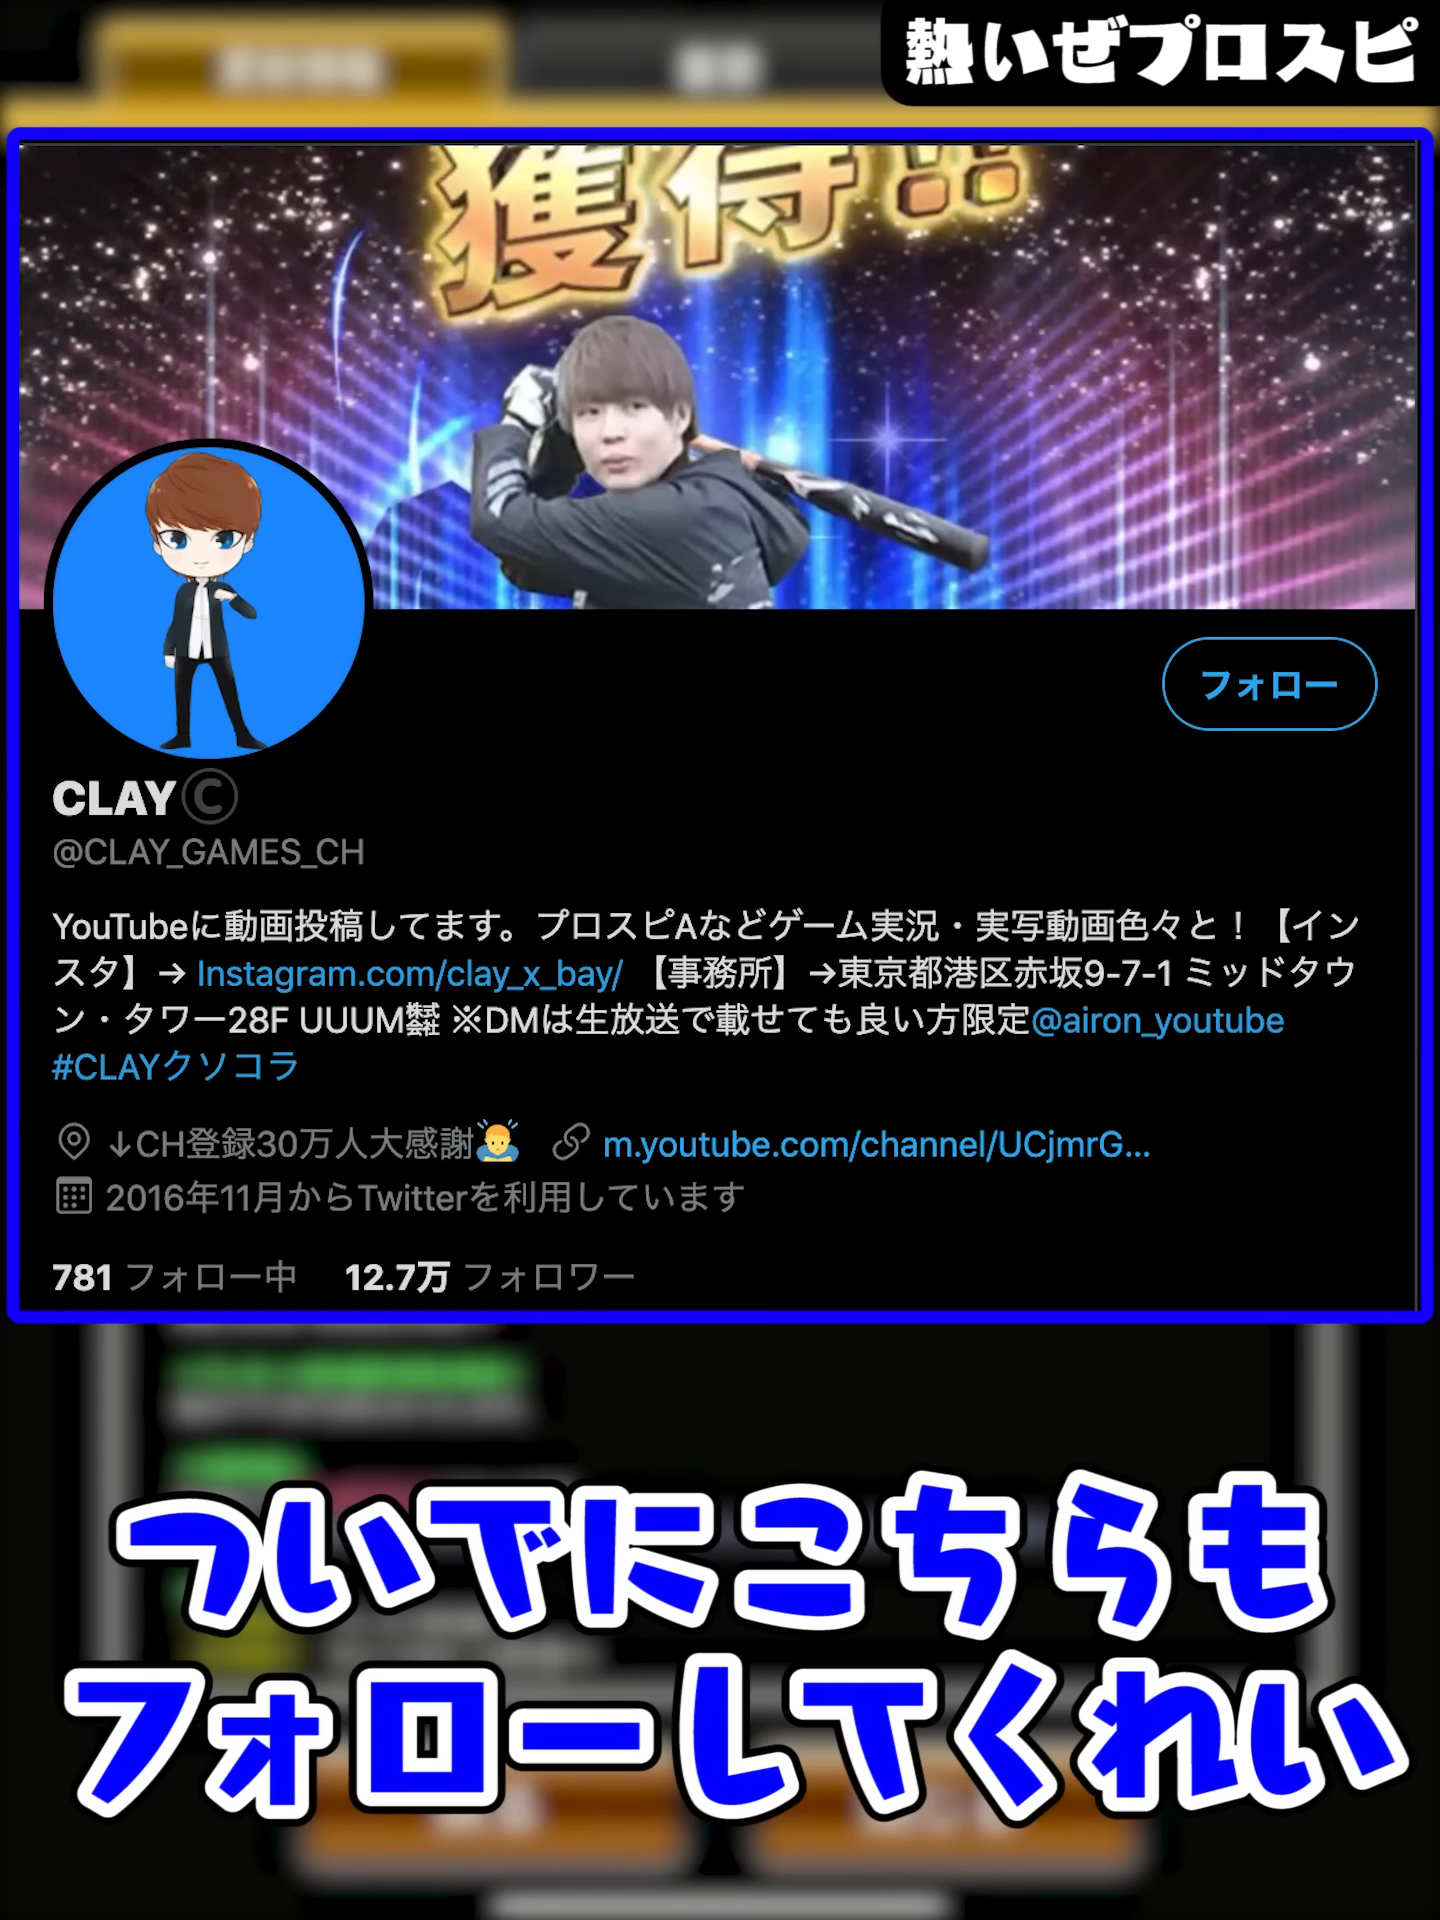 熱いぜプロスピ
獲得!!
フォロー
CLAY©
@CLAY_GAMES_CH
YouTubeに動画投稿してます。プロスピAなどゲーム実況・実写動画色々と！【イン
スタ】→ Instagram.com/clay_x_bay/ 【事務所】→東京都港区赤坂9-7-1 ミッドタウ
ン・タワー28F UUUM㍿ ※DMは生放送で載せても良い方限定@airon_youtube
#CLAYクソコラ
↓CH登録30万人大感謝🙇‍♂️ m.youtube.com/channel/UCjmrG...
2016年11月からTwitterを利用しています
781 フォロー中 12.7万 フォロワー
ついでにこちらも
フォローしてくれい